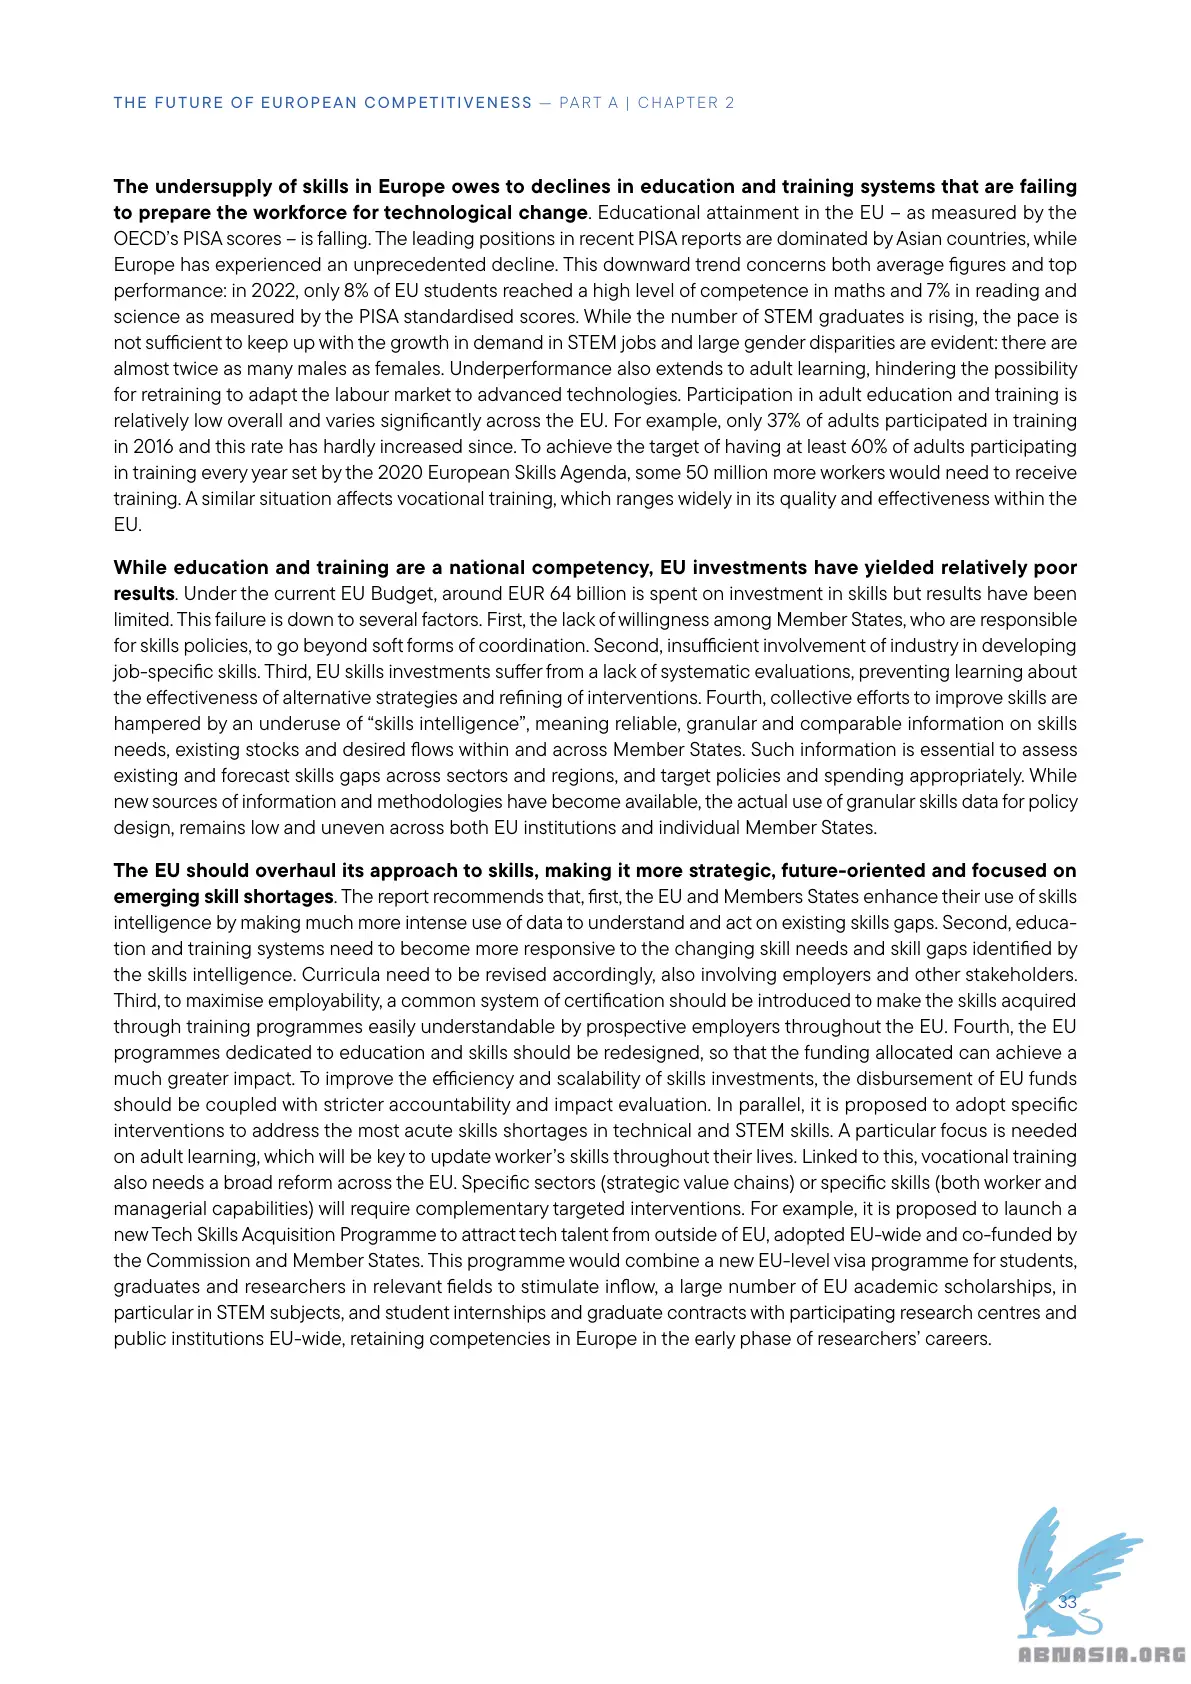 THE FUTURE OF EUROPEAN COMPETITIVENESS — PART A | CHAPTER 2
The undersupply of skills in Europe owes to declines in education and training systems that are failing
to prepare the workforce for technological change. Educational attainment in the EU – as measured by the
OECD's PISA scores – is falling. The leading positions in recent PISA reports are dominated by Asian countries, while
Europe has experienced an unprecedented decline. This downward trend concerns both average figures and top
performance: in 2022, only 8% of EU students reached a high level of competence in maths and 7% in reading and
science as measured by the PISA standardised scores. While the number of STEM graduates is rising, the pace is
not sufficient to keep up with the growth in demand in STEM jobs and large gender disparities are evident: there are
almost twice as many males as females. Underperformance also extends to adult learning, hindering the possibility
for retraining to adapt the labour market to advanced technologies. Participation in adult education and training is
relatively low overall and varies significantly across the EU. For example, only 37% of adults participated in training
in 2016 and this rate has hardly increased since. To achieve the target of having at least 60% of adults participating
in training every year set by the 2020 European Skills Agenda, some 50 million more workers would need to receive
training. A similar situation affects vocational training, which ranges widely in its quality and effectiveness within the
EU.
While education and training are a national competency, EU investments have yielded relatively poor
results. Under the current EU Budget, around EUR 64 billion is spent on investment in skills but results have been
limited. This failure is down to several factors. First, the lack of willingness among Member States, who are responsible
for skills policies, to go beyond soft forms of coordination. Second, insufficient involvement of industry in developing
job-specific skills. Third, EU skills investments suffer from a lack of systematic evaluations, preventing learning about
the effectiveness of alternative strategies and refining of interventions. Fourth, collective efforts to improve skills are
hampered by an underuse of “skills intelligence”, meaning reliable, granular and comparable information on skills
needs, existing stocks and desired flows within and across Member States. Such information is essential to assess
existing and forecast skills gaps across sectors and regions, and target policies and spending appropriately. While
new sources of information and methodologies have become available, the actual use of granular skills data for policy
design, remains low and uneven across both EU institutions and individual Member States.
The EU should overhaul its approach to skills, making it more strategic, future-oriented and focused on
emerging skill shortages. The report recommends that, first, the EU and Members States enhance their use of skills
intelligence by making much more intense use of data to understand and act on existing skills gaps. Second, educa-
tion and training systems need to become more responsive to the changing skill needs and skill gaps identified by
the skills intelligence. Curricula need to be revised accordingly, also involving employers and other stakeholders.
Third, to maximise employability, a common system of certification should be introduced to make the skills acquired
through training programmes easily understandable by prospective employers throughout the EU. Fourth, the EU
programmes dedicated to education and skills should be redesigned, so that the funding allocated can achieve a
much greater impact. To improve the efficiency and scalability of skills investments, the disbursement of EU funds
should be coupled with stricter accountability and impact evaluation. In parallel, it is proposed to adopt specific
interventions to address the most acute skills shortages in technical and STEM skills. A particular focus is needed
on adult learning, which will be key to update worker's skills throughout their lives. Linked to this, vocational training
also needs a broad reform across the EU. Specific sectors (strategic value chains) or specific skills (both worker and
managerial capabilities) will require complementary targeted interventions. For example, it is proposed to launch a
new Tech Skills Acquisition Programme to attract tech talent from outside of EU, adopted EU-wide and co-funded by
the Commission and Member States. This programme would combine a new EU-level visa programme for students,
graduates and researchers in relevant fields to stimulate inflow, a large number of EU academic scholarships, in
particular in STEM subjects, and student internships and graduate contracts with participating research centres and
public institutions EU-wide, retaining competencies in Europe in the early phase of researchers' careers.
33
ABNASIA.ORG